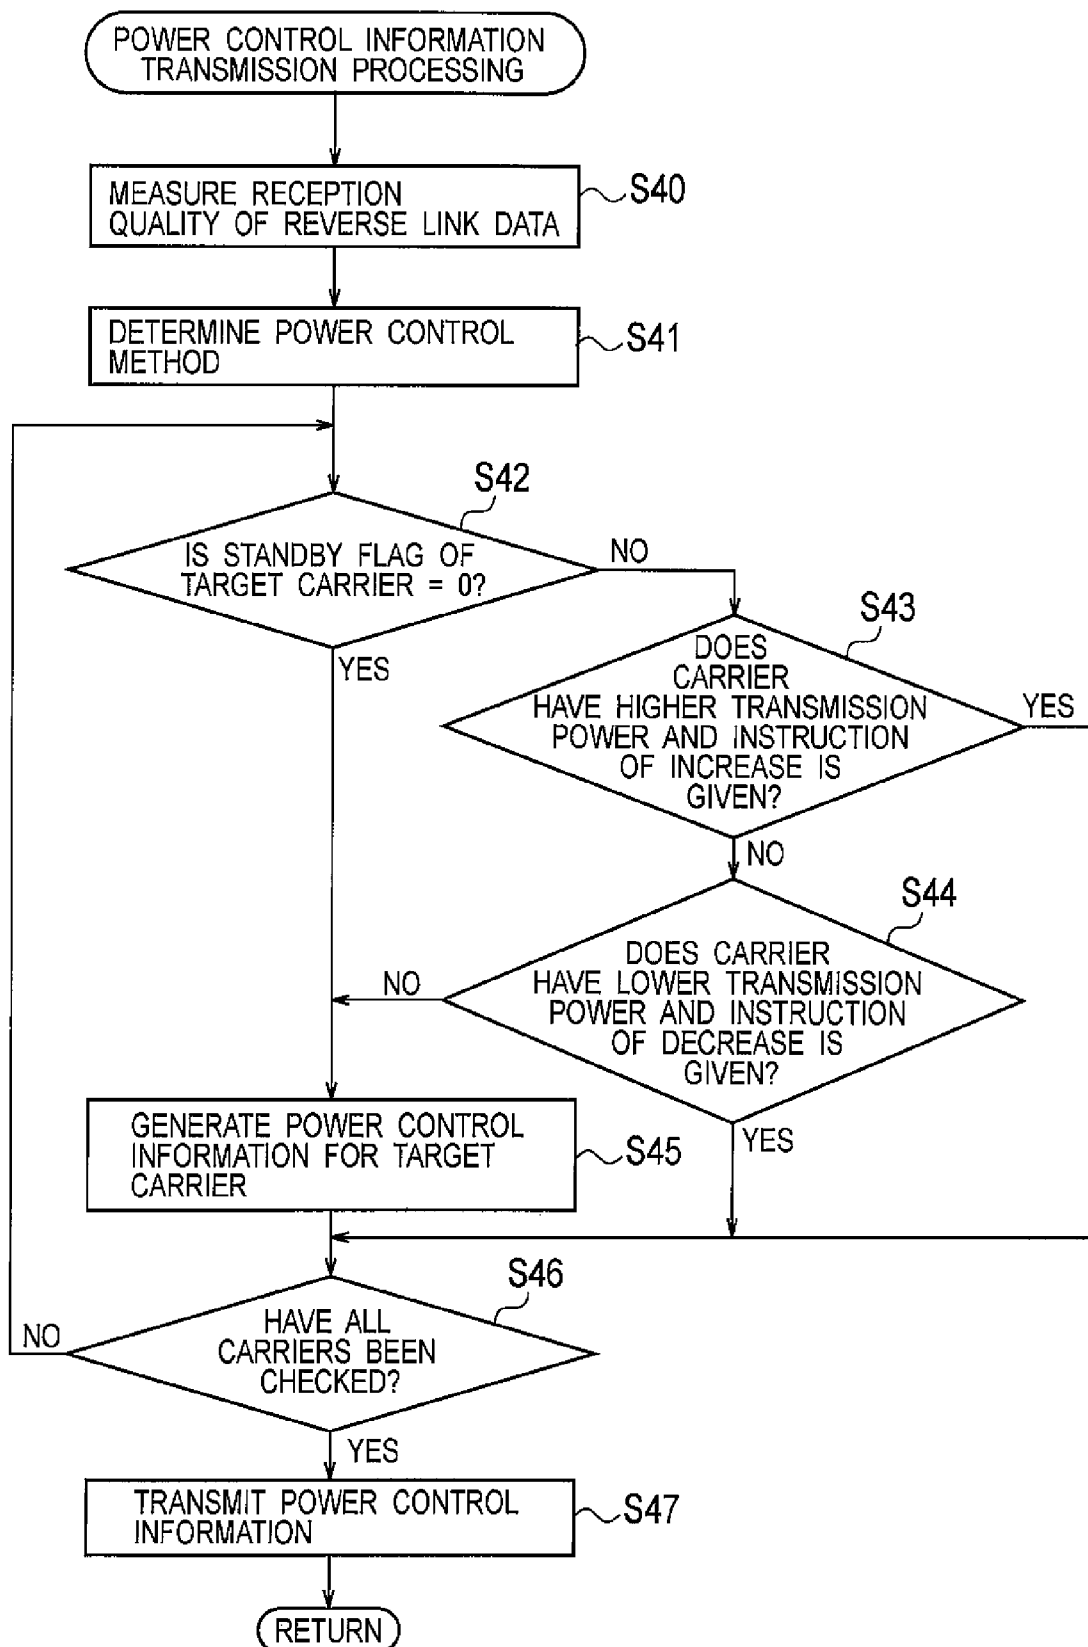 POWER CONTROL INFORMATION
TRANSMISSION PROCESSING
MEASURE RECEPTION
QUALITY OF REVERSE LINK DATA
S40
DETERMINE POWER CONTROL
METHOD
S41
S42
IS STANDBY FLAG OF
TARGET CARRIER = 0?
NO
YES
S43
DOES
CARRIER
HAVE HIGHER TRANSMISSION
POWER AND INSTRUCTION
OF INCREASE IS
GIVEN?
YES
NO
S44
DOES CARRIER
HAVE LOWER TRANSMISSION
POWER AND INSTRUCTION
OF DECREASE IS
GIVEN?
NO
YES
GENERATE POWER CONTROL
INFORMATION FOR TARGET
CARRIER
S45
S46
HAVE ALL
CARRIERS BEEN
CHECKED?
NO
YES
TRANSMIT POWER CONTROL
INFORMATION
S47
RETURN